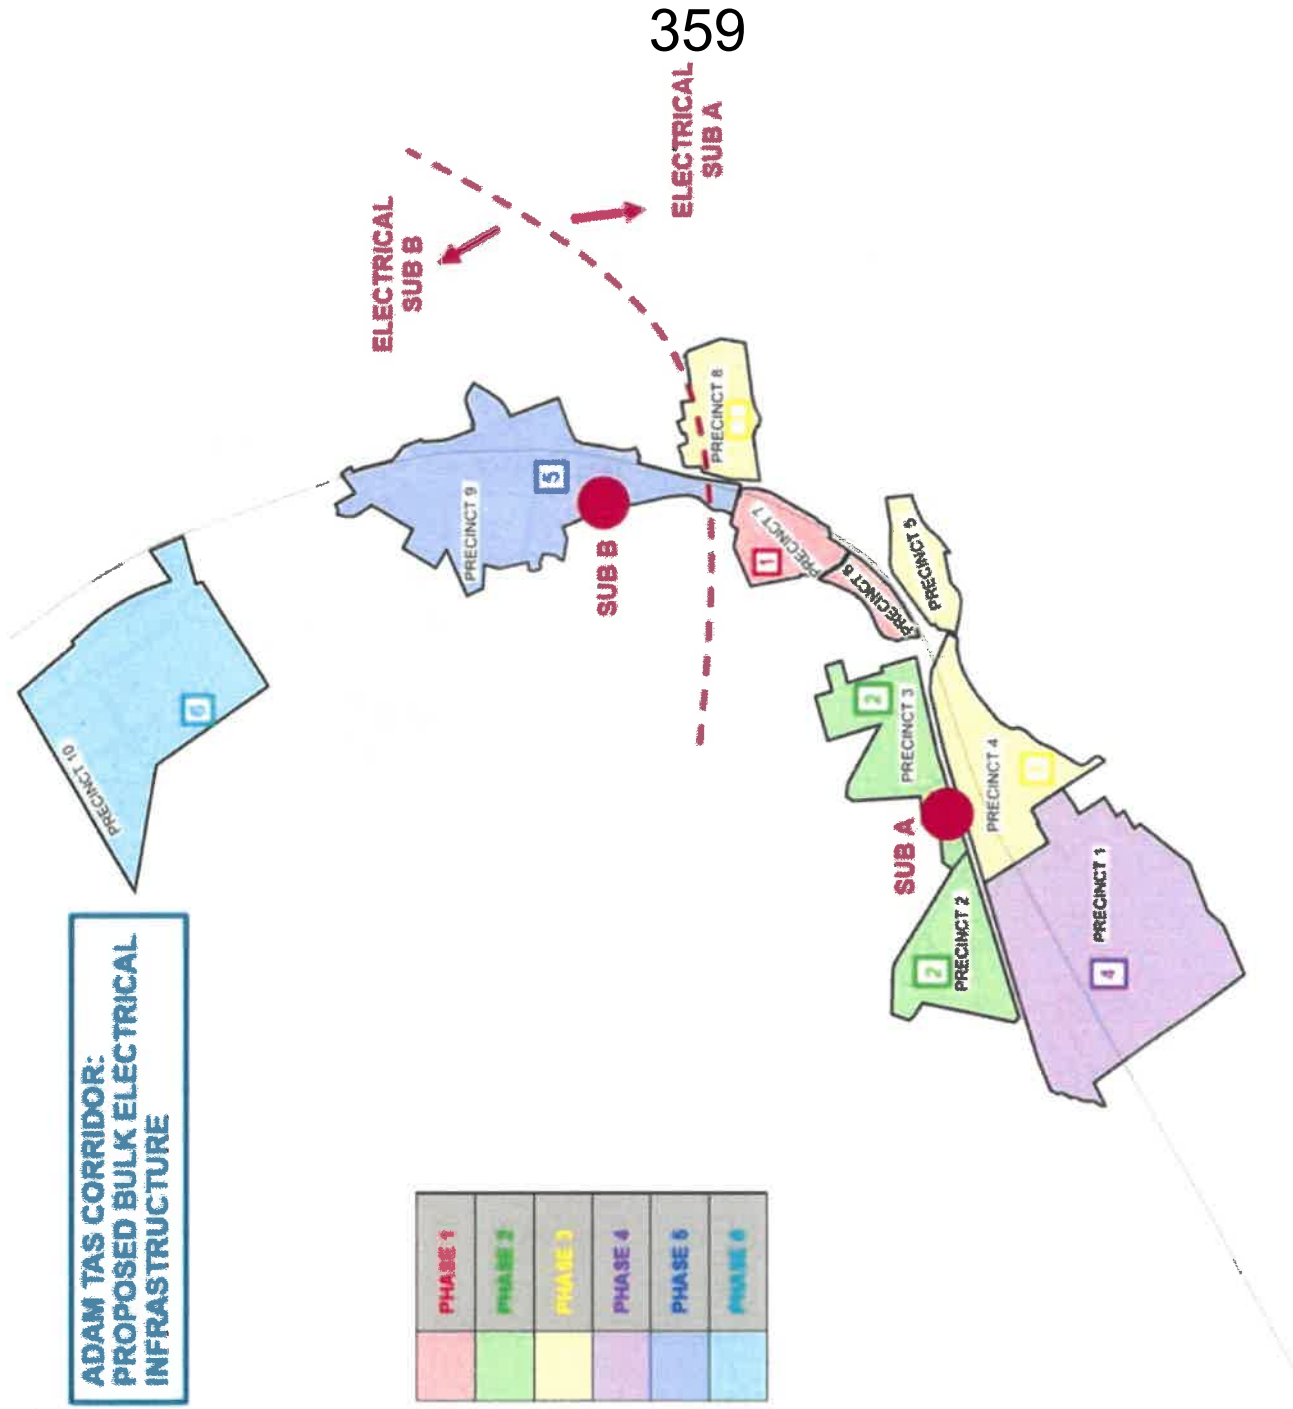 359
ADAM TAS CORRIDOR:
PROPOSED BULK ELECTRICAL
INFRASTRUCTURE
ELECTRICAL
SUB B
ELECTRICAL
SUB A
PRECINCT 10
6
PRECINCT 9
5
SUB B
PRECINCT 8
PRECINCT 7
1
PRECINCT 6
PRECINCT 5
2
PRECINCT 3
SUB A
PRECINCT 4
2
PRECINCT 2
PRECINCT 1
4
PHASE 1
PHASE 2
PHASE 3
PHASE 4
PHASE 5
PHASE 6